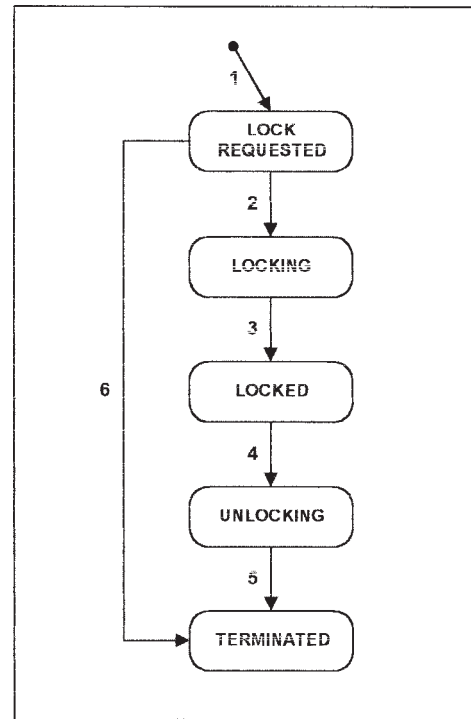 1
LOCK
REQUESTED
2
LOCKING
3
6
LOCKED
4
UNLOCKING
5
TERMINATED